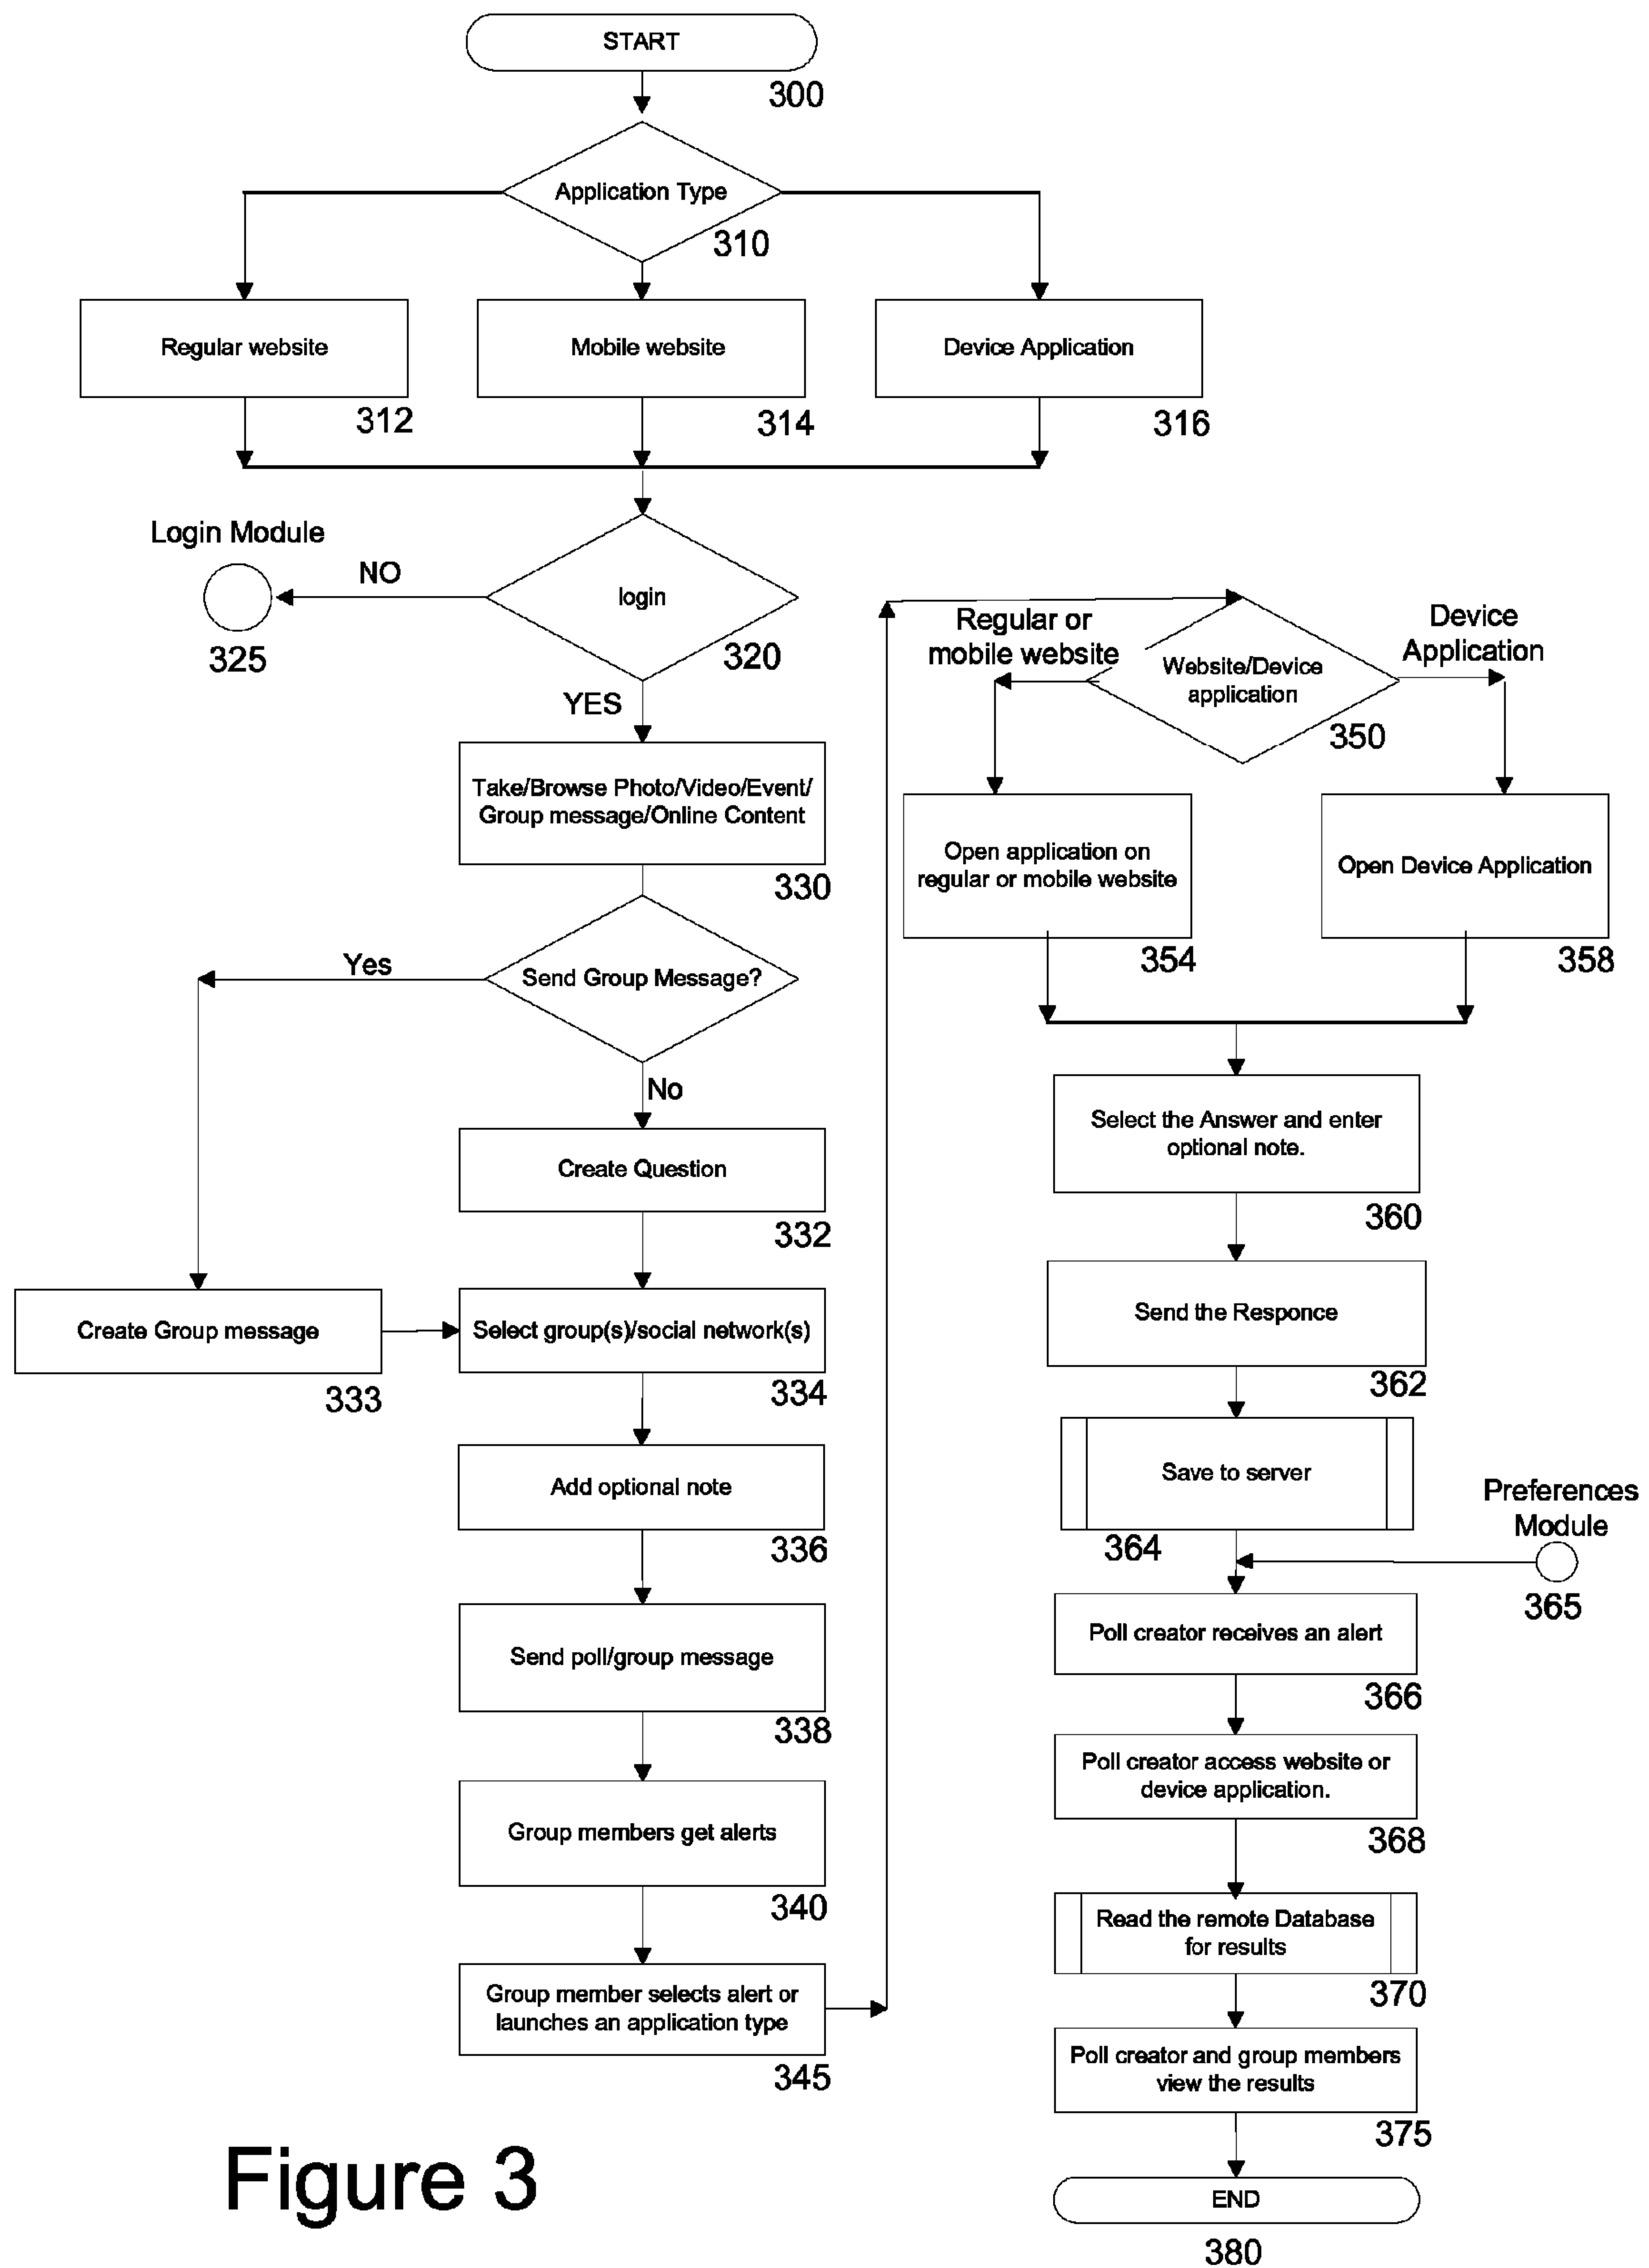 START
300
Application Type
310
Regular website
312
Mobile website
314
Device Application
316
Login Module
NO
325
login
320
YES
Take/Browse Photo/Video/Event/
Group message/Online Content
330
Yes
Send Group Message?
No
Create Question
332
Create Group message
333
Select group(s)/social network(s)
334
Add optional note
336
Send poll/group message
338
Group members get alerts
340
Group member selects alert or
launches an application type
345
Regular or
mobile website
Website/Device
application
350
Device
Application
Open application on
regular or mobile website
354
Open Device Application
358
Select the Answer and enter
optional note.
360
Send the Responce
362
Save to server
364
Preferences
Module
365
Poll creator receives an alert
366
Poll creator access website or
device application.
368
Read the remote Database
for results
370
Poll creator and group members
view the results
375
END
380
Figure 3